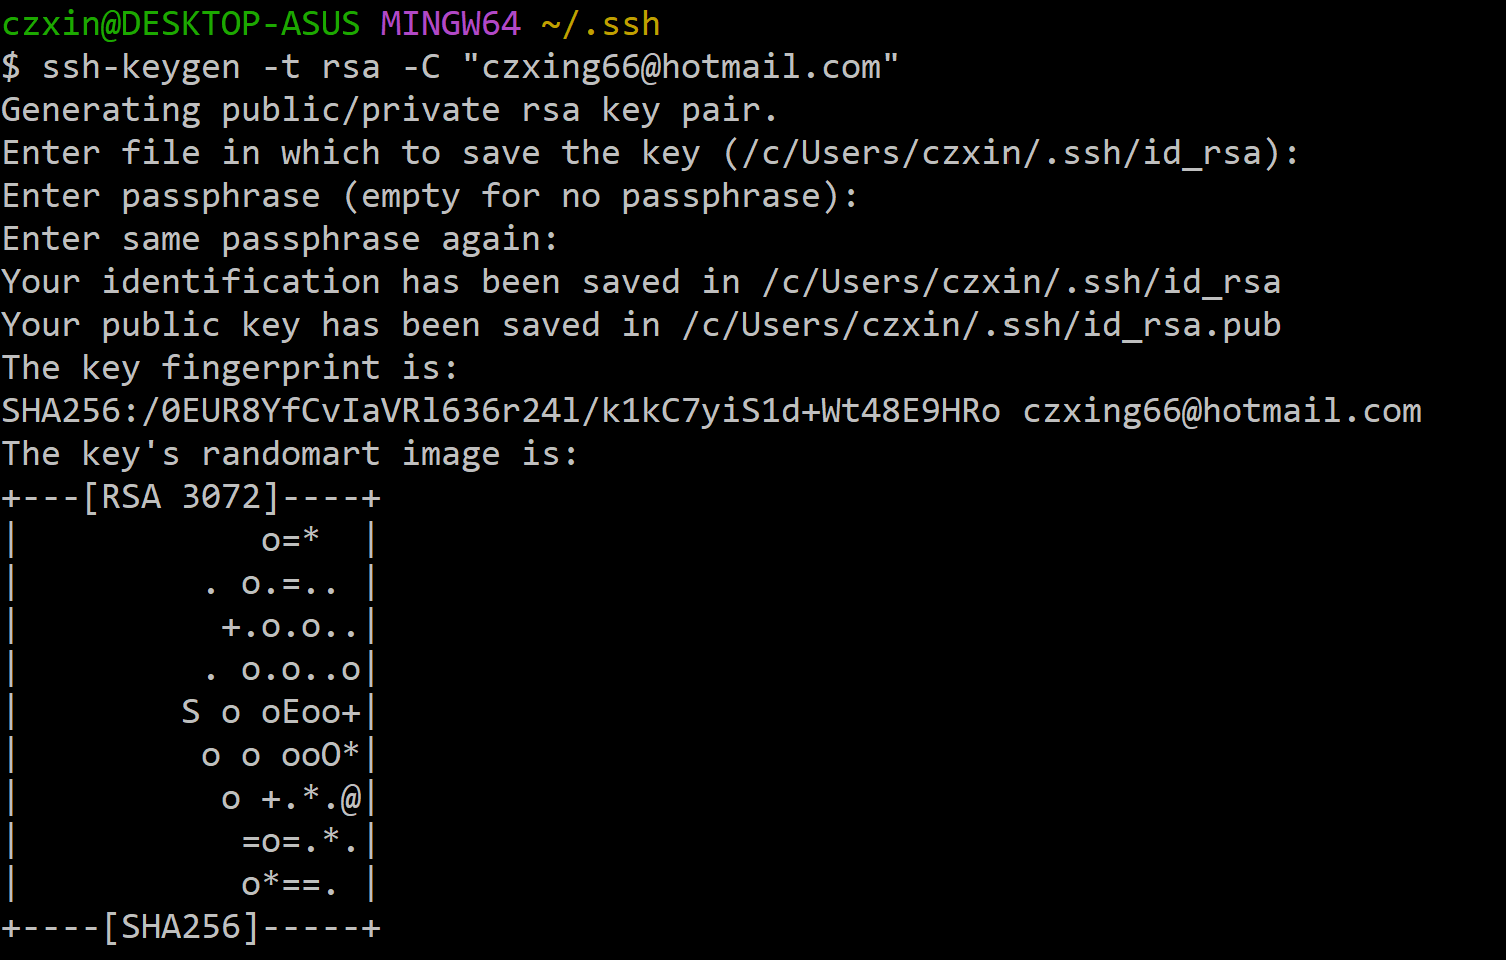 czxin@DESKTOP-ASUS MINGW64 ~/.ssh
$ ssh-keygen -t rsa -C "czxing66@hotmail.com"
Generating public/private rsa key pair.
Enter file in which to save the key (/c/Users/czxin/.ssh/id_rsa):
Enter passphrase (empty for no passphrase):
Enter same passphrase again:
Your identification has been saved in /c/Users/czxin/.ssh/id_rsa
Your public key has been saved in /c/Users/czxin/.ssh/id_rsa.pub
The key fingerprint is:
SHA256:/0EUR8YfCvIaVRl636r24l/k1kC7yiS1d+Wt48E9HRo czxing66@hotmail.com
The key's randomart image is:
+---[RSA 3072]----+
|            o=*  |
|         . o.=.. |
|          +.o.o..|
|         . o.o..o|
|        S o oEoo+|
|         o o ooO*|
|          o +.*.@|
|           =o=.*.|
|           o*==. |
+----[SHA256]-----+